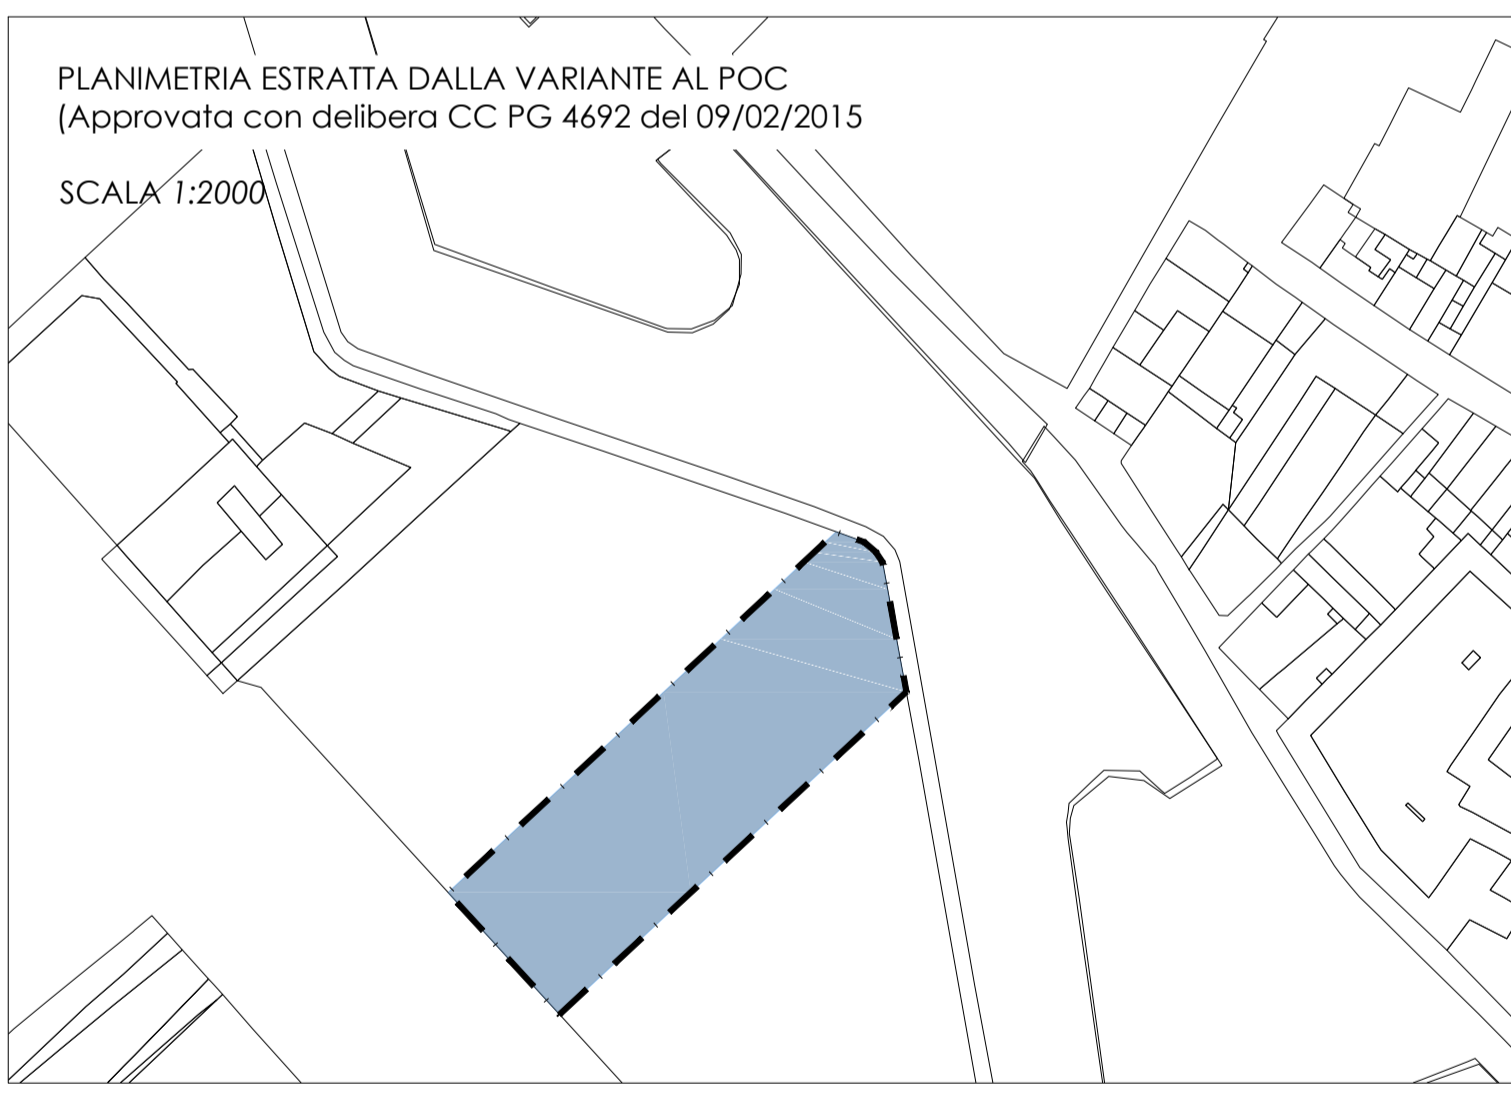 PLANIMETRIA ESTRATTA DALLA VARIANTE AL POC
(Approvata con delibera CC PG 4692 del 09/02/2015
SCALA 1:2000